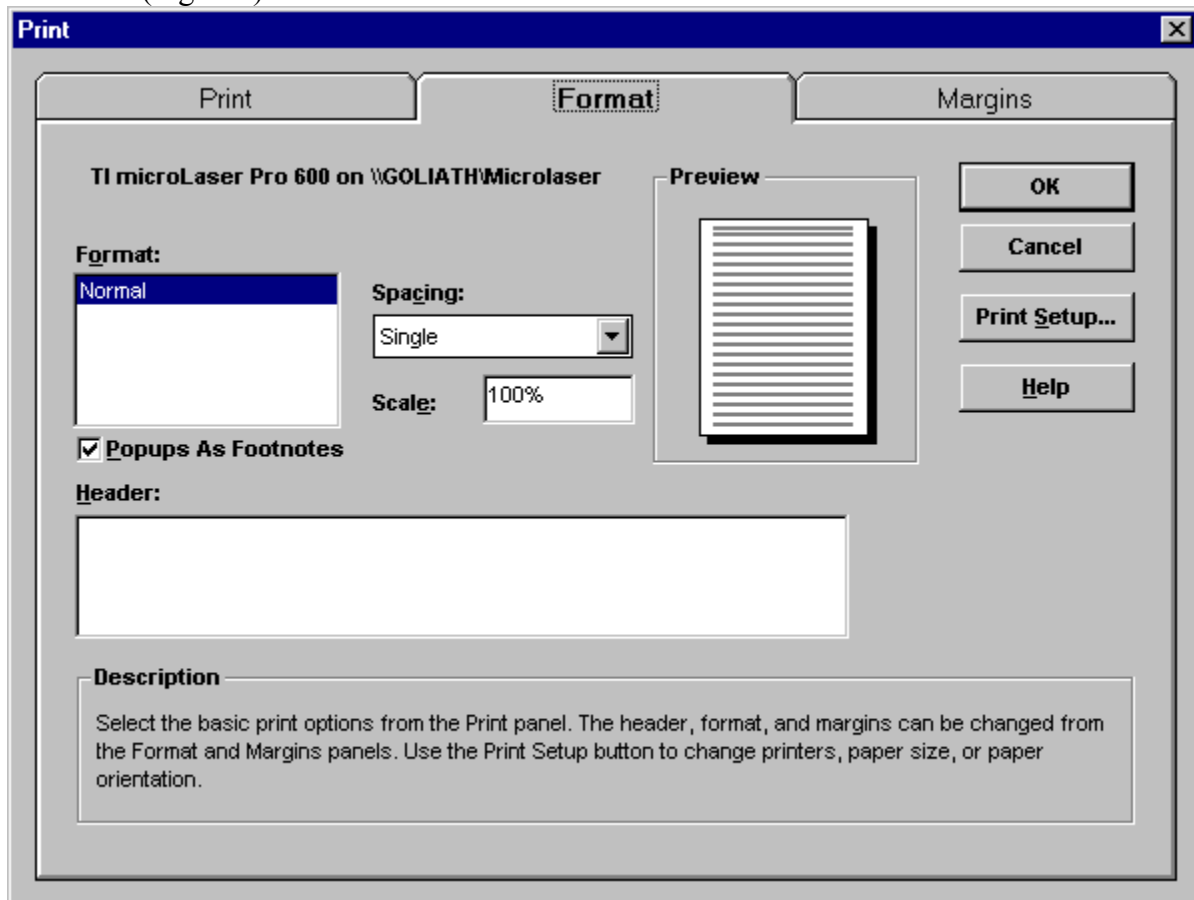 Print
Print
Format
Margins
TI microLaser Pro 600 on \\GOLIATH\Microlaser
Preview
OK
Cancel
Print Setup...
Help
Format:
Normal
Spacing:
Single
Scale:
100%
Popups As Footnotes
Header:
Description
Select the basic print options from the Print panel. The header, format, and margins can be changed from
the Format and Margins panels. Use the Print Setup button to change printers, paper size, or paper
orientation.